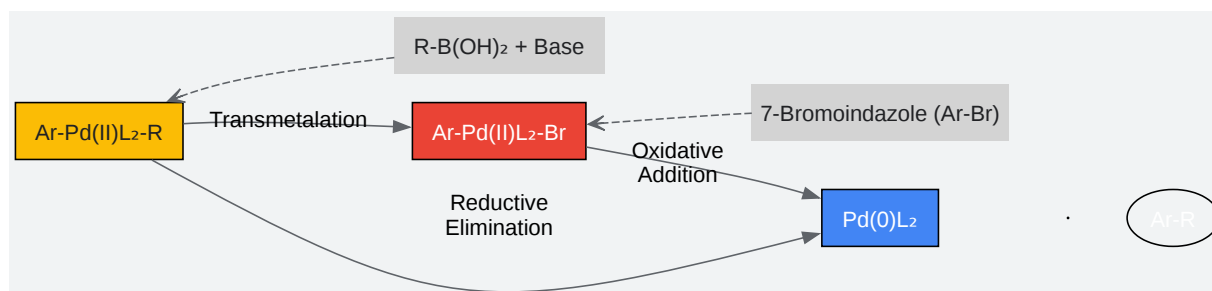 R-B(OH)₂ + Base
7-Bromoindazole (Ar-Br)
Ar-Pd(II)L₂-R
Transmetalation
Ar-Pd(II)L₂-Br
Oxidative
Addition
Reductive
Elimination
Pd(0)L₂
Ar-R